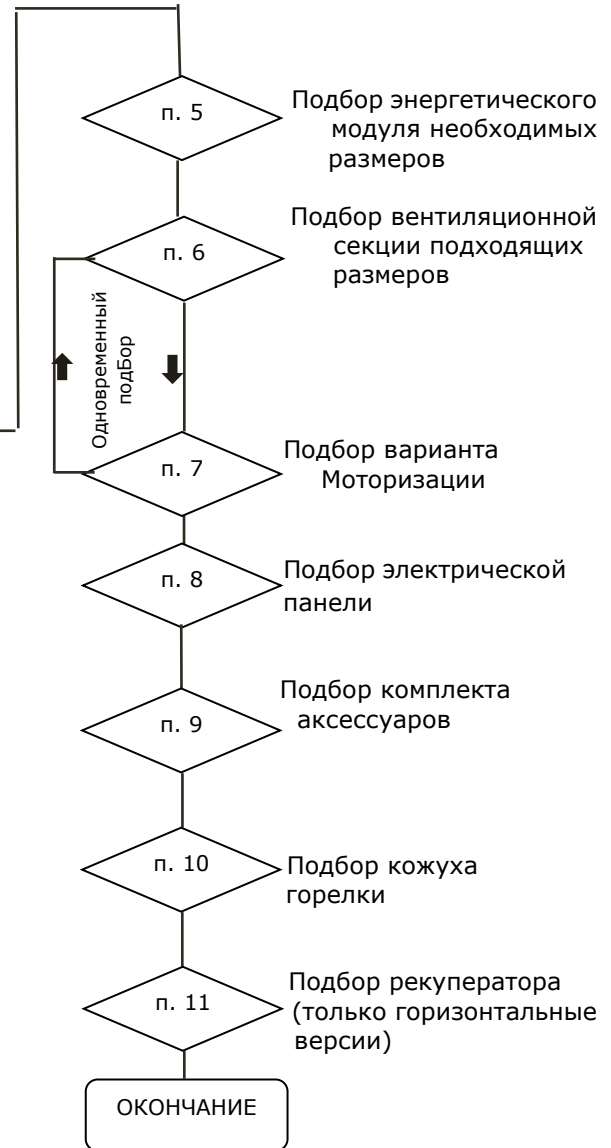 п. 5
Подбор энергетического
модуля необходимых
размеров
п. 6
Подбор вентиляционной
секции подходящих
размеров
Одновременный
подБор
п. 7
Подбор варианта
Моторизации
п. 8
Подбор электрической
панели
п. 9
Подбор комплекта
аксессуаров
п. 10
Подбор кожуха
горелки
п. 11
Подбор рекуператора
(только горизонтальные
версии)
ОКОНЧАНИЕ